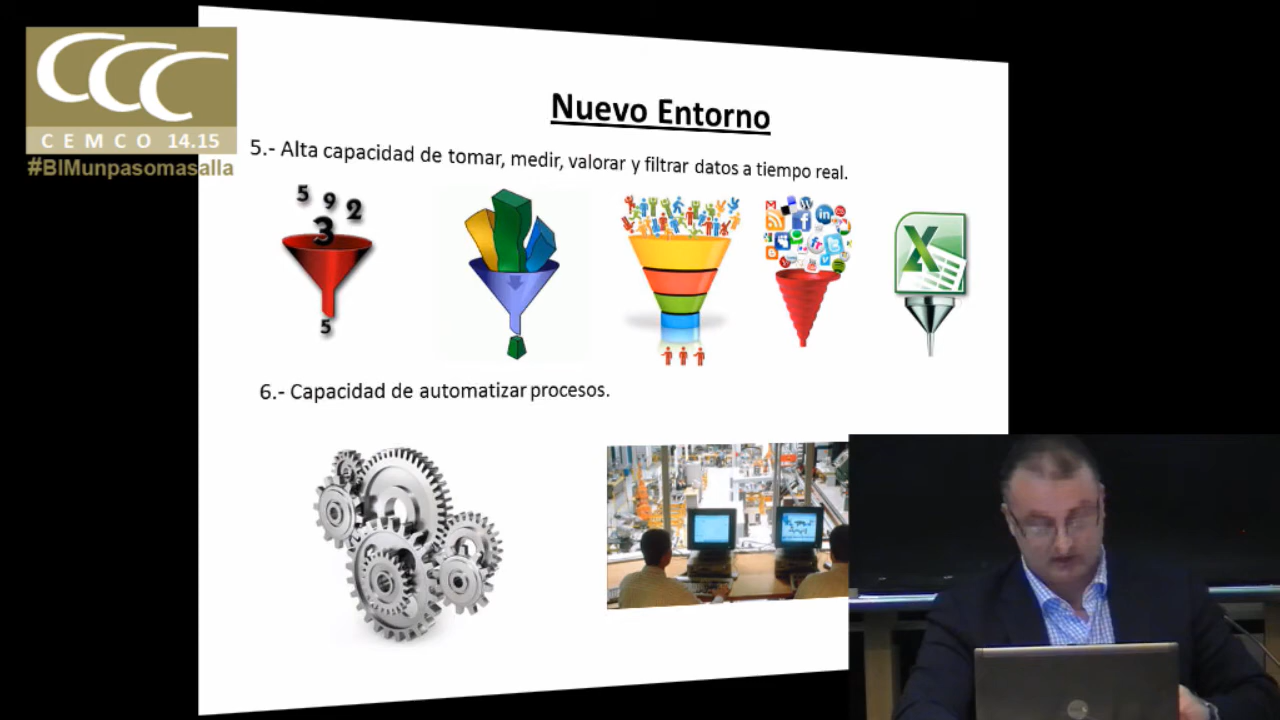 CCC
CEMCO 14.15
#BIMunpasomasalla
Nuevo Entorno
5.- Alta capacidad de tomar, medir, valorar y filtrar datos a tiempo real.
5 9 2
3
5
6.- Capacidad de automatizar procesos.